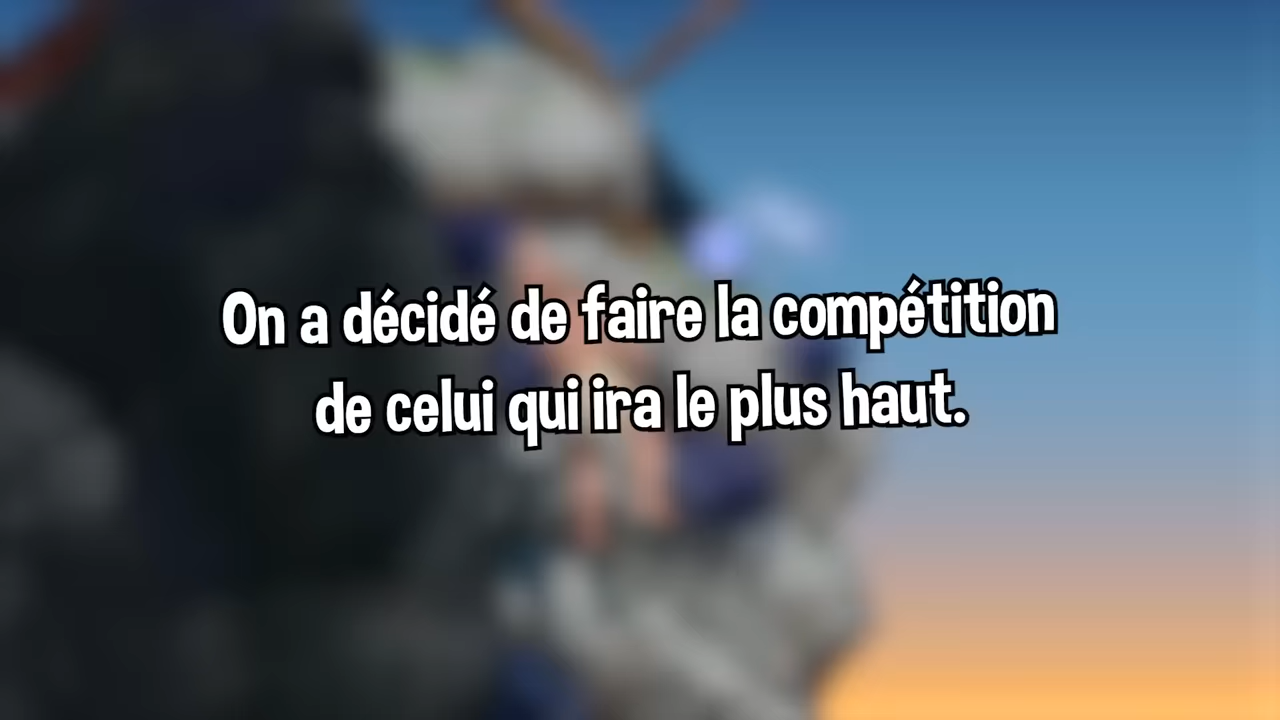 On a décidé de faire la compétition
de celui qui ira le plus haut.